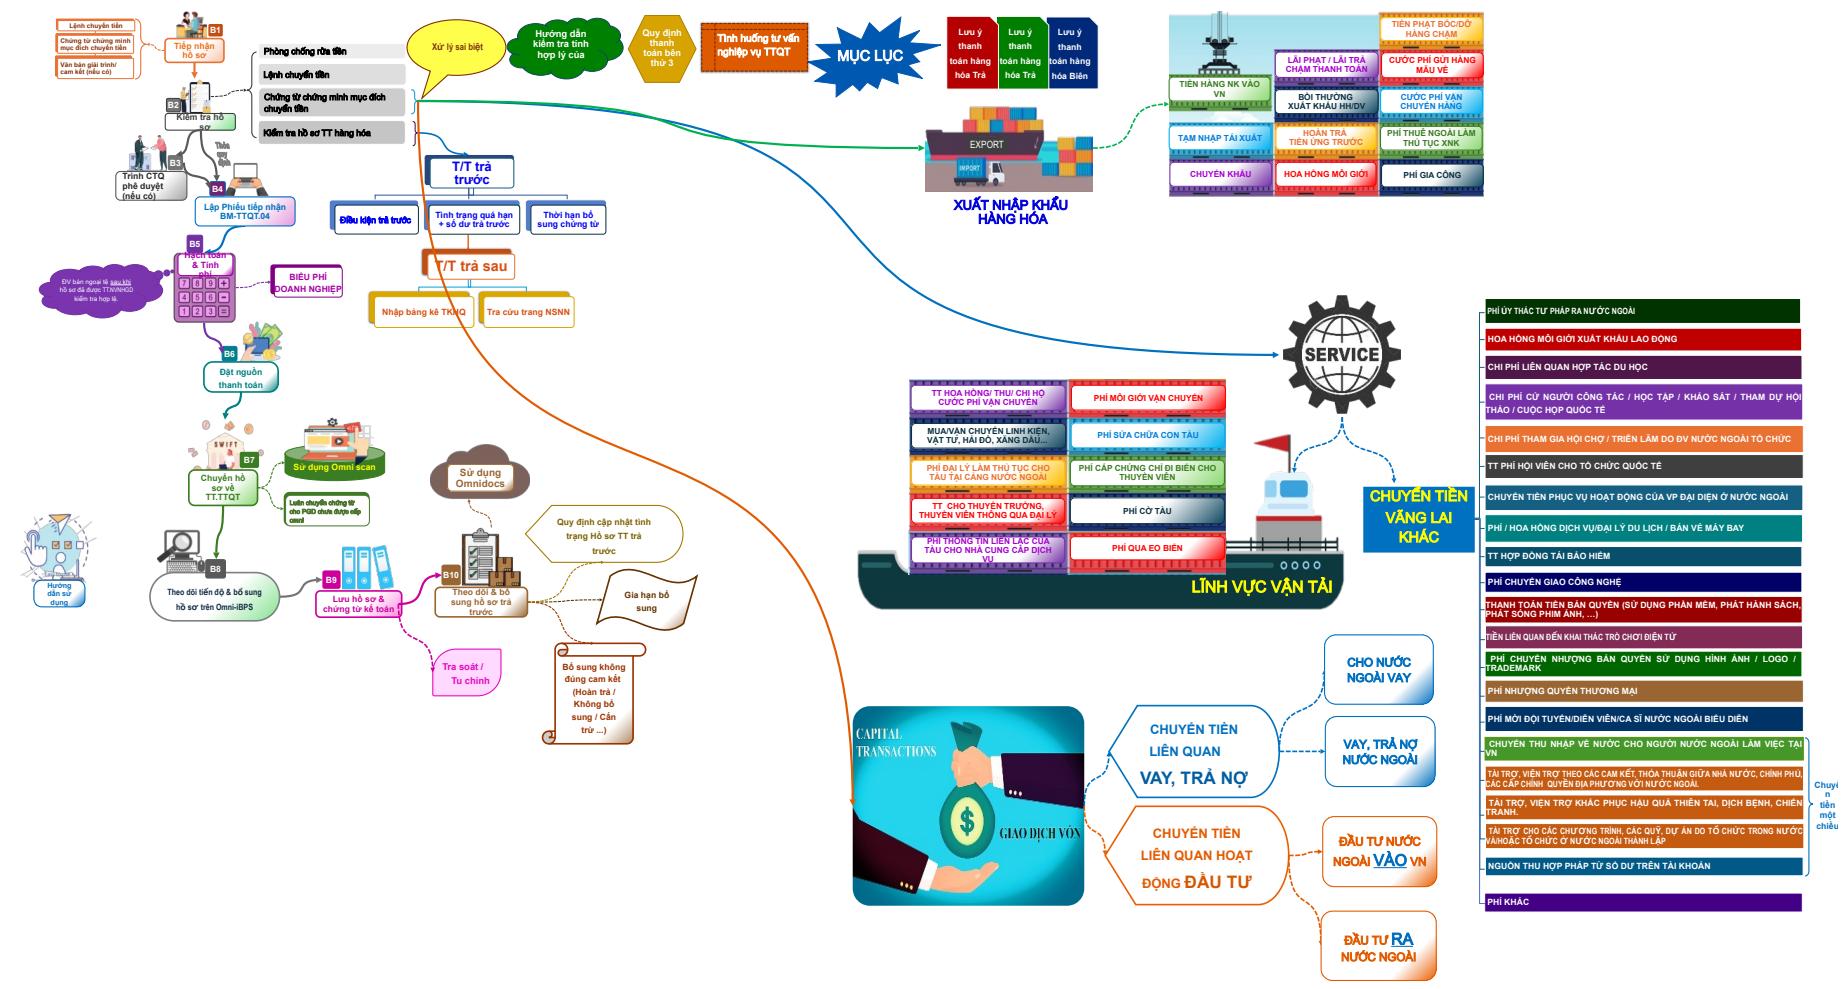 Lệnh chuyển tiền
Chứng từ chứng minh
mục đích chuyển tiền
Văn bản giải trình/
cam kết (nếu có)
B1
Tiếp nhận
hồ sơ
B2
Kiểm tra hồ
sơ
Phòng chống rửa tiền
Lệnh chuyển tiền
Chứng từ chứng minh mục đích
chuyển tiền
Kiểm tra hồ sơ TT hàng hóa
Xử lý sai biệt
Hướng dẫn
kiểm tra tính
hợp lý của
Quy định
thanh
toán bên
thứ 3
Tình huống tư vấn
nghiệp vụ TTQT
MỤC LỤC
Lưu ý
thanh
toán hàng
hóa Trả
Lưu ý
thanh
toán hàng
hóa Trả
Lưu ý
thanh
toán hàng
hóa Biên
EXPORT
IMPORT
XUẤT NHẬP KHẨU
HÀNG HÓA
TIỀN PHẠT BỐC/DỠ
HÀNG CHẬM
LÃI PHẠT / LÃI TRẢ
CHẬM THANH TOÁN
CƯỚC PHÍ GỬI HÀNG
MẪU VỀ
TIỀN HÀNG NK VÀO
VN
BỒI THƯỜNG
XUẤT KHẨU HH/DV
CƯỚC PHÍ VẬN
CHUYỂN HÀNG
TẠM NHẬP TÁI XUẤT
HOÀN TRẢ
TIỀN ỨNG TRƯỚC
PHÍ THUÊ NGOÀI LÀM
THỦ TỤC XNK
CHUYỂN KHẨU
HOA HỒNG MÔI GIỚI
PHÍ GIA CÔNG
B3
Trình CTQ
phê duyệt
(nếu có)
Thỏa
quy
định
B4
Lập Phiếu tiếp nhận
BM-TTQT.04
T/T trả
trước
Điều kiện trả trước
Tình trạng quá hạn
+ số dư trả trước
Thời hạn bổ
sung chứng từ
T/T trả sau
Nhập bảng kê TKHQ
Tra cứu trang NSNN
B5
Hạch toán
& Tính
phí
7 8 9 +
4 5 6 -
1 2 3 =
ĐV bán ngoại tệ sau khi
hồ sơ đã được TT.NVNHGD
kiểm tra hợp lệ.
BIỂU PHÍ
DOANH NGHIỆP
B6
Đặt nguồn
thanh toán
SWIFT
B7
Chuyển hồ
sơ về
TT.TTQT
Sử dụng Omni scan
Luân chuyển chứng từ
cho PGD chưa được cấp
omni
Hướng
dẫn sử
dụng
B8
Theo dõi tiến độ & bổ sung
hồ sơ trên Omni-iBPS
B9
Lưu hồ sơ &
chứng từ kế toán
B10
Theo dõi & bổ
sung hồ sơ trả
trước
Sử dụng
Omnidocs
Quy định cập nhật tình
trạng Hồ sơ TT trả
trước
Gia hạn bổ
sung
Tra soát /
Tu chỉnh
Bổ sung không
đúng cam kết
(Hoàn trả /
Không bổ
sung / Cấn
trừ ...)
SERVICE
TT HOA HỒNG/ THU/ CHI HỘ
CƯỚC PHÍ VẬN CHUYỂN
PHÍ MÔI GIỚI VẬN CHUYỂN
MUA/VẬN CHUYỂN LINH KIỆN,
VẬT TƯ, HẢI ĐỒ, XĂNG DẦU...
PHÍ SỬA CHỮA CON TÀU
PHÍ ĐẠI LÝ LÀM THỦ TỤC CHO
TÀU TẠI CẢNG NƯỚC NGOÀI
PHÍ CẤP CHỨNG CHỈ ĐI BIỂN CHO
THUYỀN VIÊN
TT CHO THUYỀN TRƯỞNG,
THUYỀN VIÊN THÔNG QUA ĐẠI LÝ
PHÍ CỜ TÀU
PHÍ THÔNG TIN LIÊN LẠC CỦA
TÀU CHO NHÀ CUNG CẤP DỊCH
VỤ
PHÍ QUA EO BIỂN
LĨNH VỰC VẬN TẢI
CHUYỂN TIỀN
VÃNG LAI
KHÁC
PHÍ ỦY THÁC TƯ PHÁP RA NƯỚC NGOÀI
HOA HỒNG MÔI GIỚI XUẤT KHẨU LAO ĐỘNG
CHI PHÍ LIÊN QUAN HỢP TÁC DU HỌC
CHI PHÍ CỬ NGƯỜI CÔNG TÁC / HỌC TẬP / KHẢO SÁT / THAM DỰ HỘI
THẢO / CUỘC HỌP QUỐC TẾ
CHI PHÍ THAM GIA HỘI CHỢ / TRIỂN LÃM DO ĐV NƯỚC NGOÀI TỔ CHỨC
TT PHÍ HỘI VIÊN CHO TỔ CHỨC QUỐC TẾ
CHUYỂN TIỀN PHỤC VỤ HOẠT ĐỘNG CỦA VP ĐẠI DIỆN Ở NƯỚC NGOÀI
PHÍ / HOA HỒNG DỊCH VỤ/ĐẠI LÝ DU LỊCH / BÁN VÉ MÁY BAY
TT HỢP ĐỒNG TÁI BẢO HIỂM
PHÍ CHUYỂN GIAO CÔNG NGHỆ
THANH TOÁN TIỀN BẢN QUYỀN (SỬ DỤNG PHẦN MỀM, PHÁT HÀNH SÁCH,
PHÁT SÓNG PHIM ẢNH, ...)
TIỀN LIÊN QUAN ĐẾN KHAI THÁC TRÒ CHƠI ĐIỆN TỬ
PHÍ CHUYỂN NHƯỢNG BẢN QUYỀN SỬ DỤNG HÌNH ẢNH / LOGO /
TRADEMARK
PHÍ NHƯỢNG QUYỀN THƯƠNG MẠI
PHÍ MỜI ĐỘI TUYỂN/DIỄN VIÊN/CA SĨ NƯỚC NGOÀI BIỂU DIỄN
CHUYỂN THU NHẬP VỀ NƯỚC CHO NGƯỜI NƯỚC NGOÀI LÀM VIỆC TẠI
VN
TÀI TRỢ, VIỆN TRỢ THEO CÁC CAM KẾT, THỎA THUẬN GIỮA NHÀ NƯỚC, CHÍNH PHỦ,
CÁC CẤP CHÍNH QUYỀN ĐỊA PHƯƠNG VỚI NƯỚC NGOÀI.
TÀI TRỢ, VIỆN TRỢ KHẮC PHỤC HẬU QUẢ THIÊN TAI, DỊCH BỆNH, CHIẾN
TRANH.
TÀI TRỢ CHO CÁC CHƯƠNG TRÌNH, CÁC QUỸ, DỰ ÁN DO TỔ CHỨC TRONG NƯỚC
VÀ/HOẶC TỔ CHỨC Ở NƯỚC NGOÀI THÀNH LẬP
NGUỒN THU HỢP PHÁP TỪ SỐ DƯ TRÊN TÀI KHOẢN
PHÍ KHÁC
Chuyể
n
tiền
một
chiều
CAPITAL
TRANSACTIONS
$
GIAO DỊCH VỐN
CHUYỂN TIỀN
LIÊN QUAN
VAY, TRẢ NỢ
CHO NƯỚC
NGOÀI VAY
VAY, TRẢ NỢ
NƯỚC NGOÀI
CHUYỂN TIỀN
LIÊN QUAN HOẠT
ĐỘNG ĐẦU TƯ
ĐẦU TƯ NƯỚC
NGOÀI VÀO VN
ĐẦU TƯ RA
NƯỚC NGOÀI